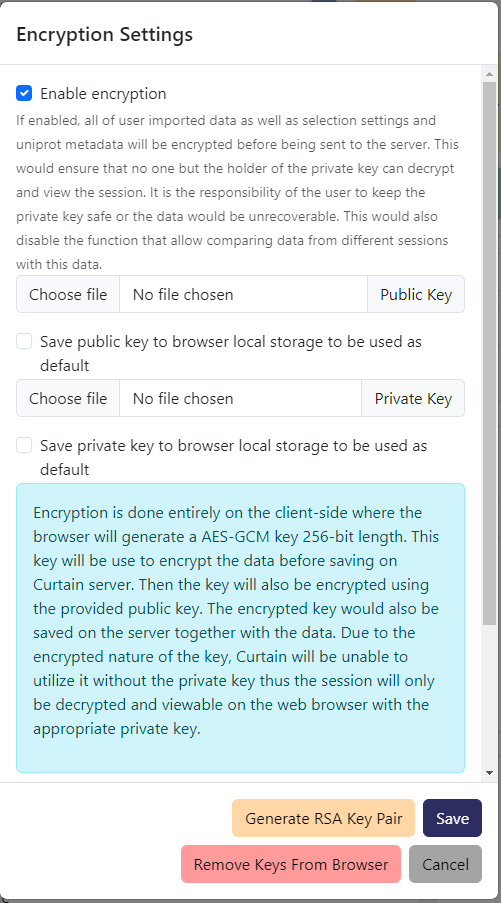 Encryption Settings
Enable encryption
If enabled, all of user imported data as well as selection settings and
uniprot metadata will be encrypted before being sent to the server. This
would ensure that no one but the holder of the private key can decrypt
and view the session. It is the responsibility of the user to keep the
private key safe or the data would be unrecoverable. This would also
disable the function that allow comparing data from different sessions
with this data.
Choose file No file chosen Public Key
Save public key to browser local storage to be used as
default
Choose file No file chosen Private Key
Save private key to browser local storage to be used as
default
Encryption is done entirely on the client-side where the
browser will generate a AES-GCM key 256-bit length. This
key will be use to encrypt the data before saving on
Curtain server. Then the key will also be encrypted using
the provided public key. The encrypted key would also be
saved on the server together with the data. Due to the
encrypted nature of the key, Curtain will be unable to
utilize it without the private key thus the session will only
be decrypted and viewable on the web browser with the
appropriate private key.
Generate RSA Key Pair Save
Remove Keys From Browser Cancel